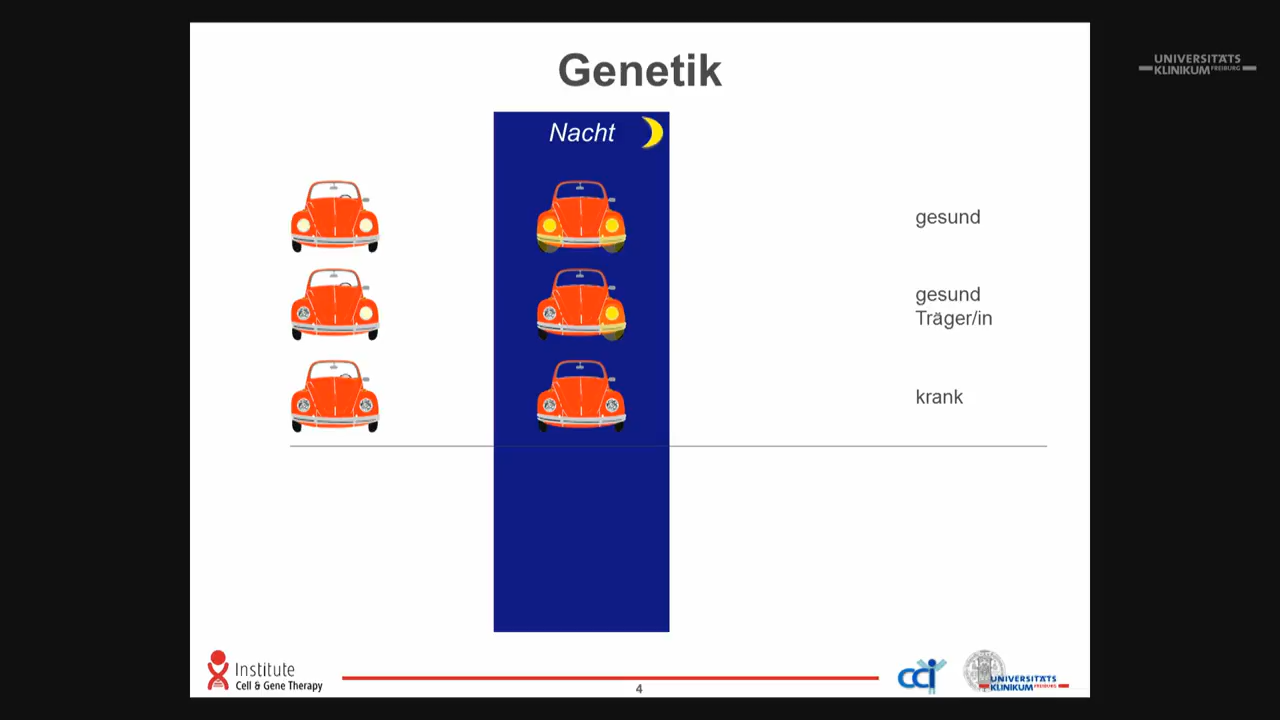 Genetik
UNIVERSITÄTS
KLINIKUM FREIBURG
Nacht
gesund
gesund
Träger/in
krank
Institute
Cell & Gene Therapy
4
cci
UNIVERSITÄTS
KLINIKUM FREIBURG